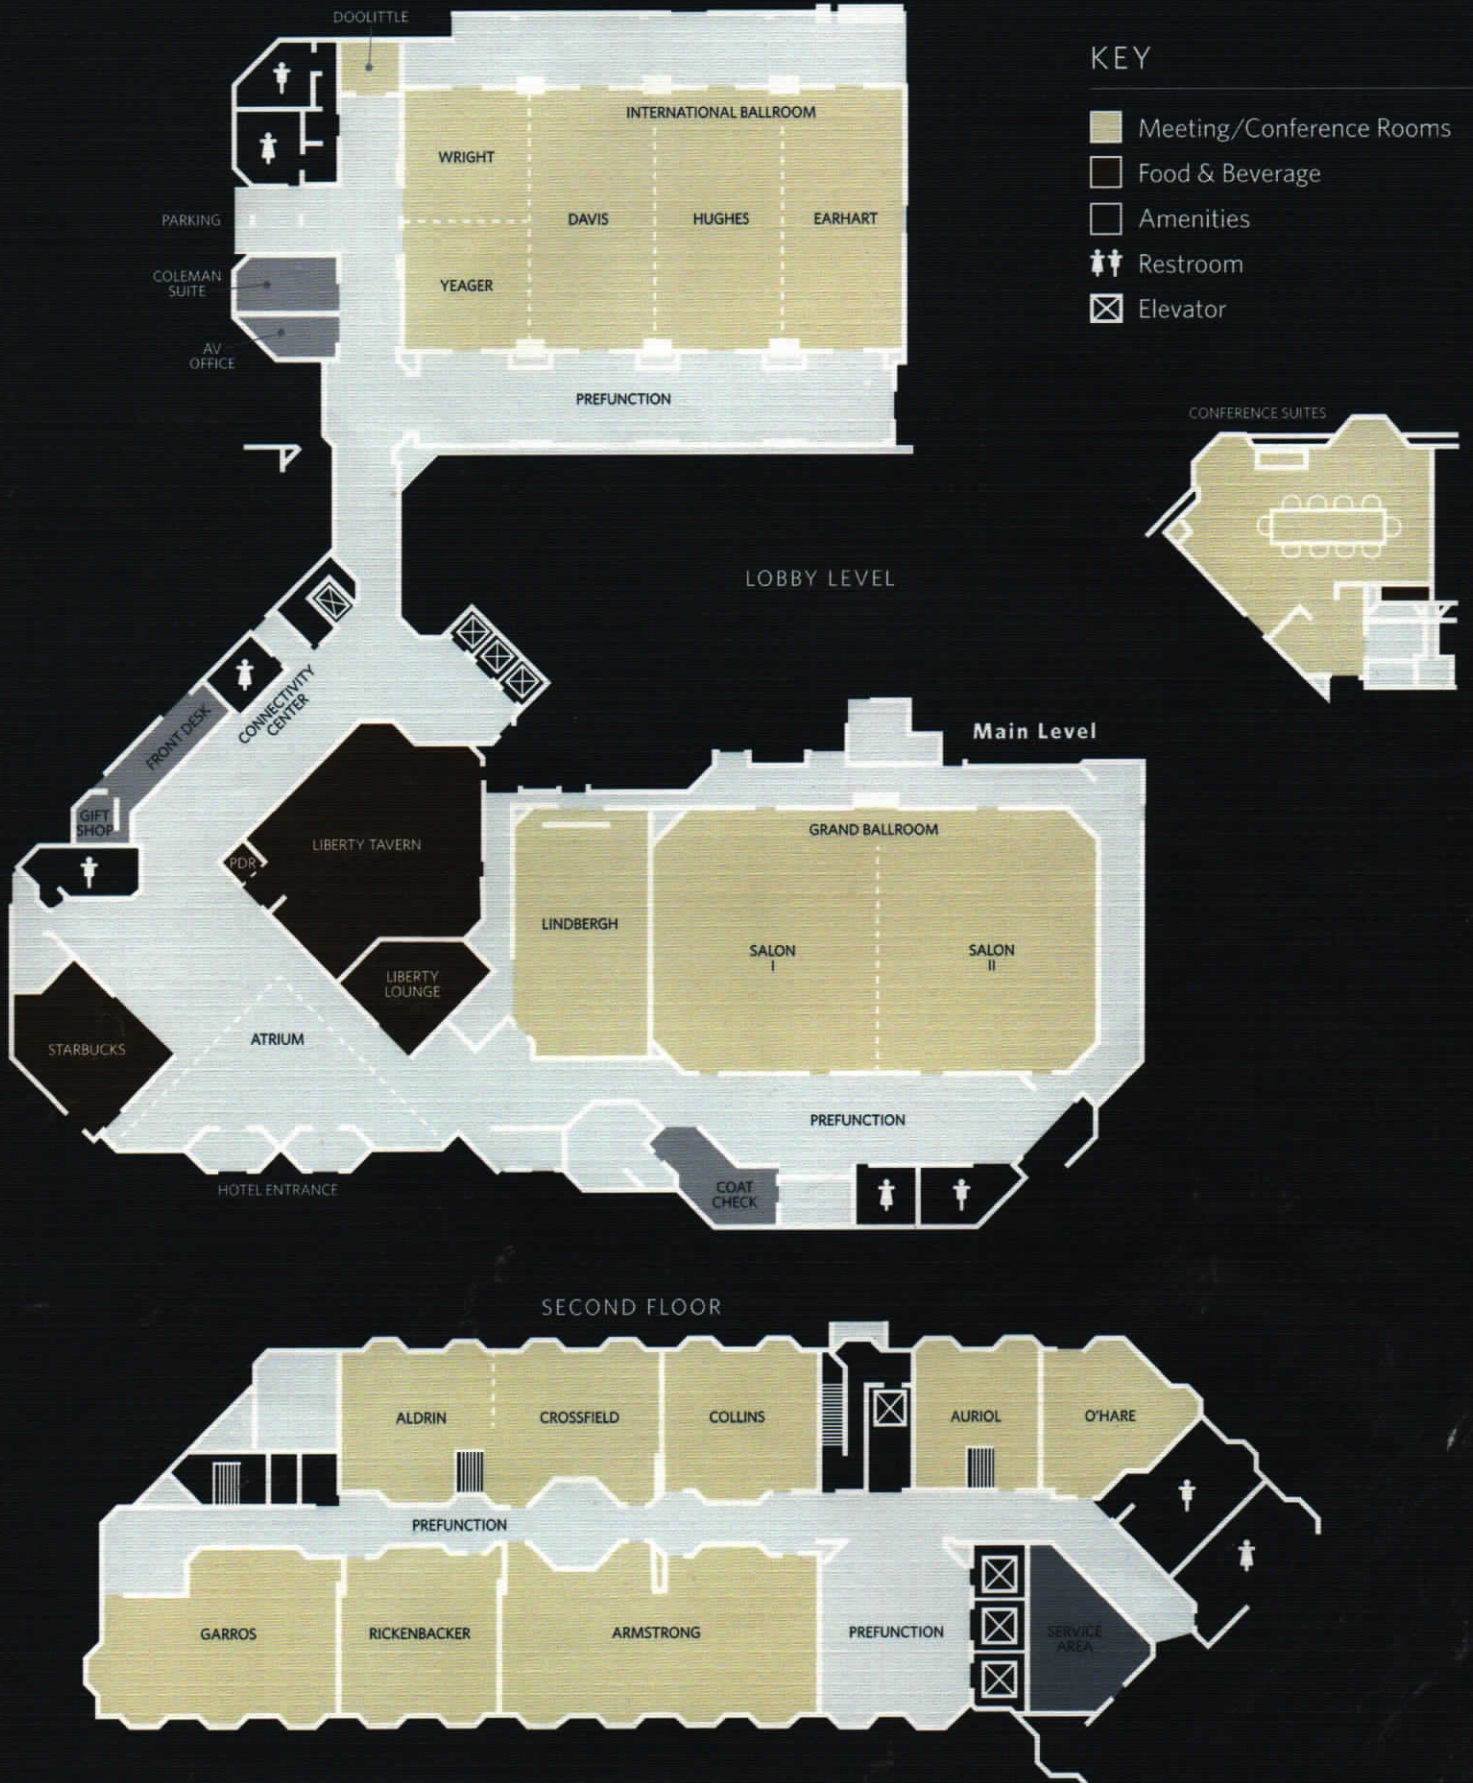 DOOLITTLE
KEY
Meeting/Conference Rooms
Food & Beverage
Amenities
Restroom
Elevator
INTERNATIONAL BALLROOM
WRIGHT
DAVIS
HUGHES
EARHART
YEAGER
PARKING
COLEMAN
SUITE
AV
OFFICE
PREFUNCTION
CONFERENCE SUITES
LOBBY LEVEL
CONNECTIVITY
CENTER
FRONT DESK
GIFT
SHOP
Main Level
LIBERTY TAVERN
PDR
GRAND BALLROOM
LINDBERGH
SALON
I
SALON
II
LIBERTY
LOUNGE
ATRIUM
STARBUCKS
PREFUNCTION
HOTEL ENTRANCE
COAT
CHECK
SECOND FLOOR
ALDRIN
CROSSFIELD
COLLINS
AURIOL
O'HARE
PREFUNCTION
GARROS
RICKENBACKER
ARMSTRONG
PREFUNCTION
SERVICE
AREA